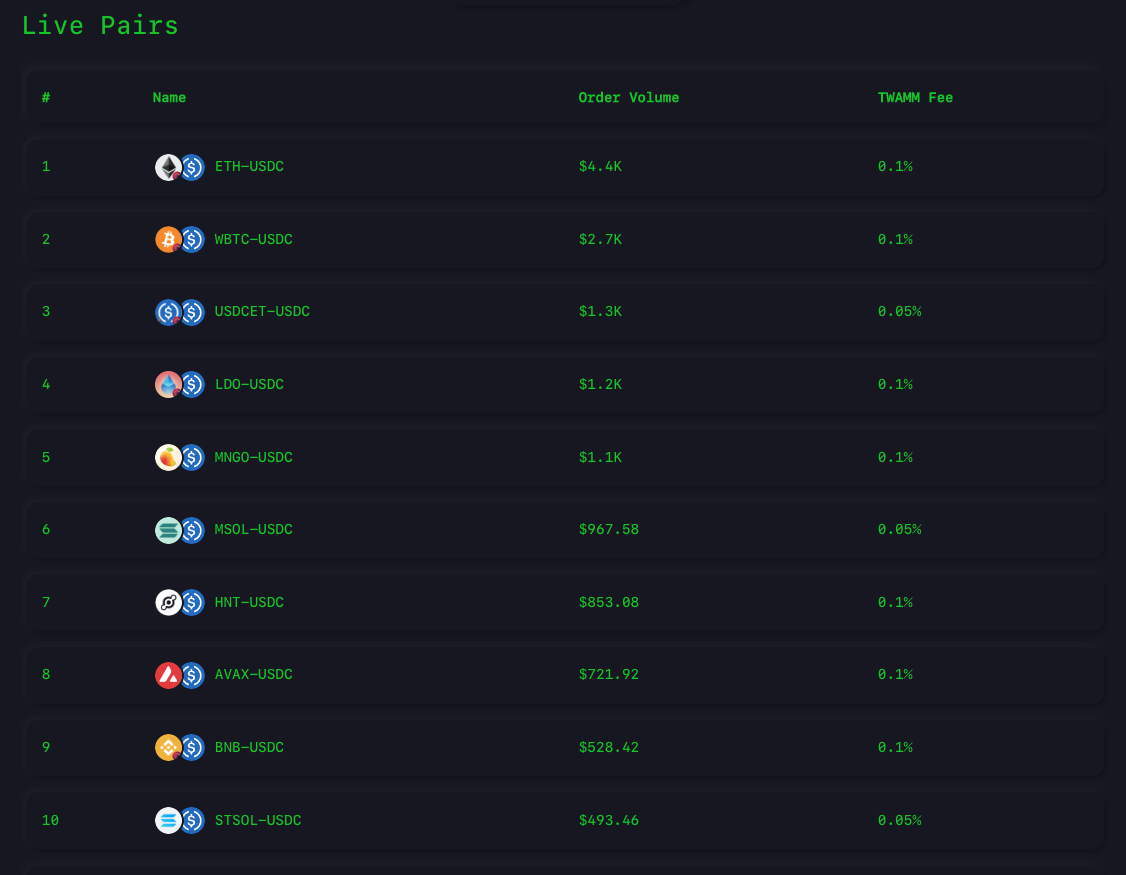 Live Pairs
# Name Order Volume TWAMM Fee
1 ETH-USDC $4.4K 0.1%
2 WBTC-USDC $2.7K 0.1%
3 USDCET-USDC $1.3K 0.05%
4 LDO-USDC $1.2K 0.1%
5 MNGO-USDC $1.1K 0.1%
6 MSOL-USDC $967.58 0.05%
7 HNT-USDC $853.08 0.1%
8 AVAX-USDC $721.92 0.1%
9 BNB-USDC $528.42 0.1%
10 STSOL-USDC $493.46 0.05%